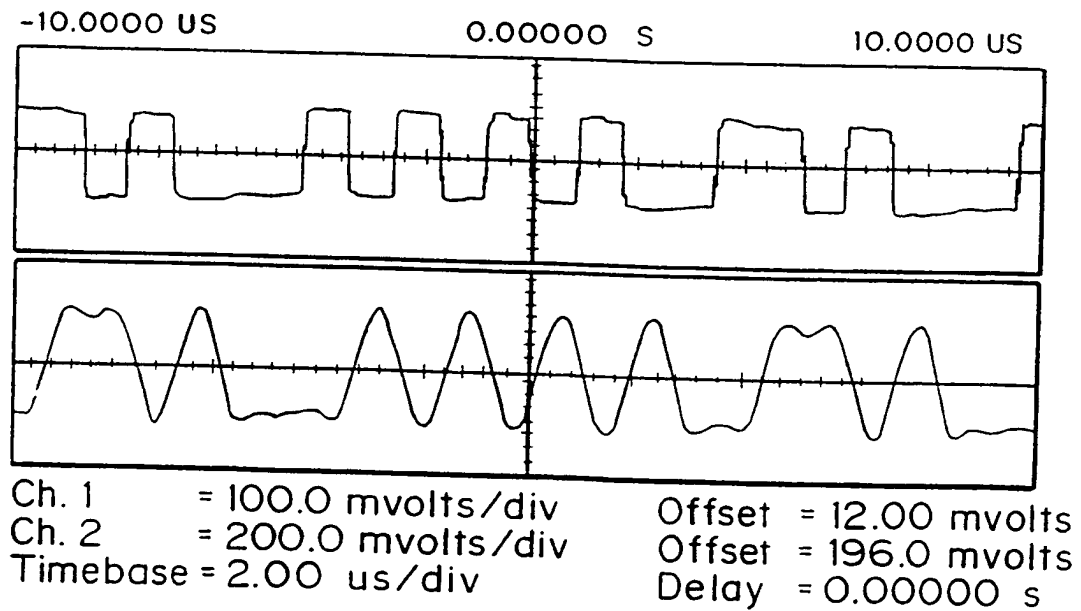 -10.0000 US 0.00000 S 10.0000 US
Ch. 1 = 100.0 mvolts/div Offset = 12.00 mvolts
Ch. 2 = 200.0 mvolts/div Offset = 196.0 mvolts
Timebase = 2.00 us/div Delay = 0.00000 s